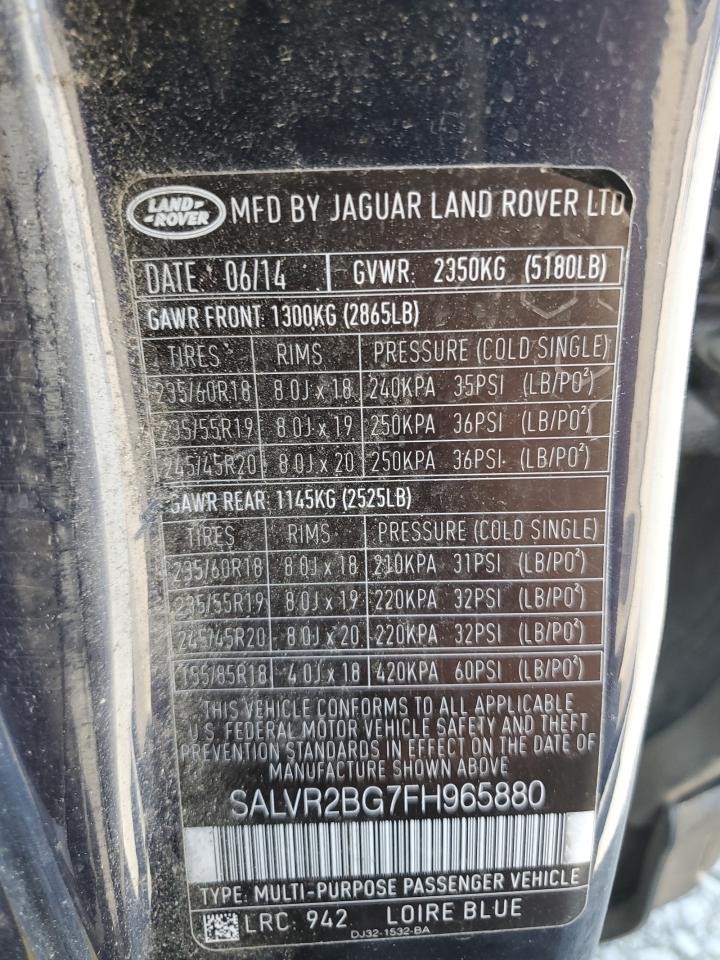 LAND-
-ROVER
MFD BY JAGUAR LAND ROVER LTD
DATE: 06/14 GVWR: 2350KG (5180LB)
GAWR FRONT: 1300KG (2865LB)
TIRES RIMS PRESSURE (COLD SINGLE)
235/60R18 8.0J x 18 240KPA 35PSI (LB/PO²)
235/55R19 8.0J x 19 250KPA 36PSI (LB/PO²)
245/45R20 8.0J x 20 250KPA 36PSI (LB/PO²)
GAWR REAR: 1145KG (2525LB)
TIRES RIMS PRESSURE (COLD SINGLE)
235/60R18 8.0J x 18 210KPA 31PSI (LB/PO²)
235/55R19 8.0J x 19 220KPA 32PSI (LB/PO²)
245/45R20 8.0J x 20 220KPA 32PSI (LB/PO²)
155/85R18 4.0J x 18 420KPA 60PSI (LB/PO²)
THIS VEHICLE CONFORMS TO ALL APPLICABLE
U.S. FEDERAL MOTOR VEHICLE SAFETY AND THEFT
PREVENTION STANDARDS IN EFFECT ON THE DATE OF
MANUFACTURE SHOWN ABOVE
SALVR2BG7FH965880
TYPE: MULTI-PURPOSE PASSENGER VEHICLE
LRC: 942 LOIRE BLUE
DJ32-1532-BA